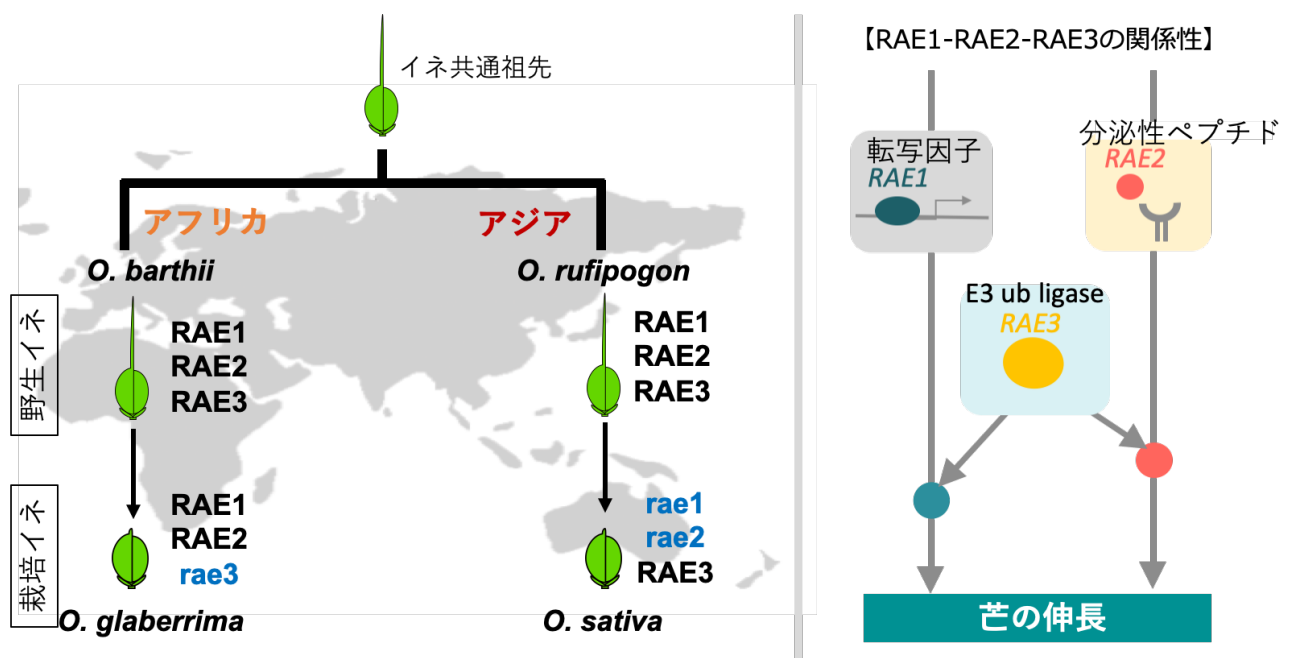 イネ共通祖先
アフリカ
アジア
O. barthii
O. rufipogon
野生イネ
RAE1
RAE2
RAE3
RAE1
RAE2
RAE3
栽培イネ
RAE1
RAE2
rae3
rae1
rae2
RAE3
O. glaberrima
O. sativa
【RAE1-RAE2-RAE3の関係性】
転写因子
RAE1
分泌性ペプチド
RAE2
E3 ub ligase
RAE3
芒の伸長